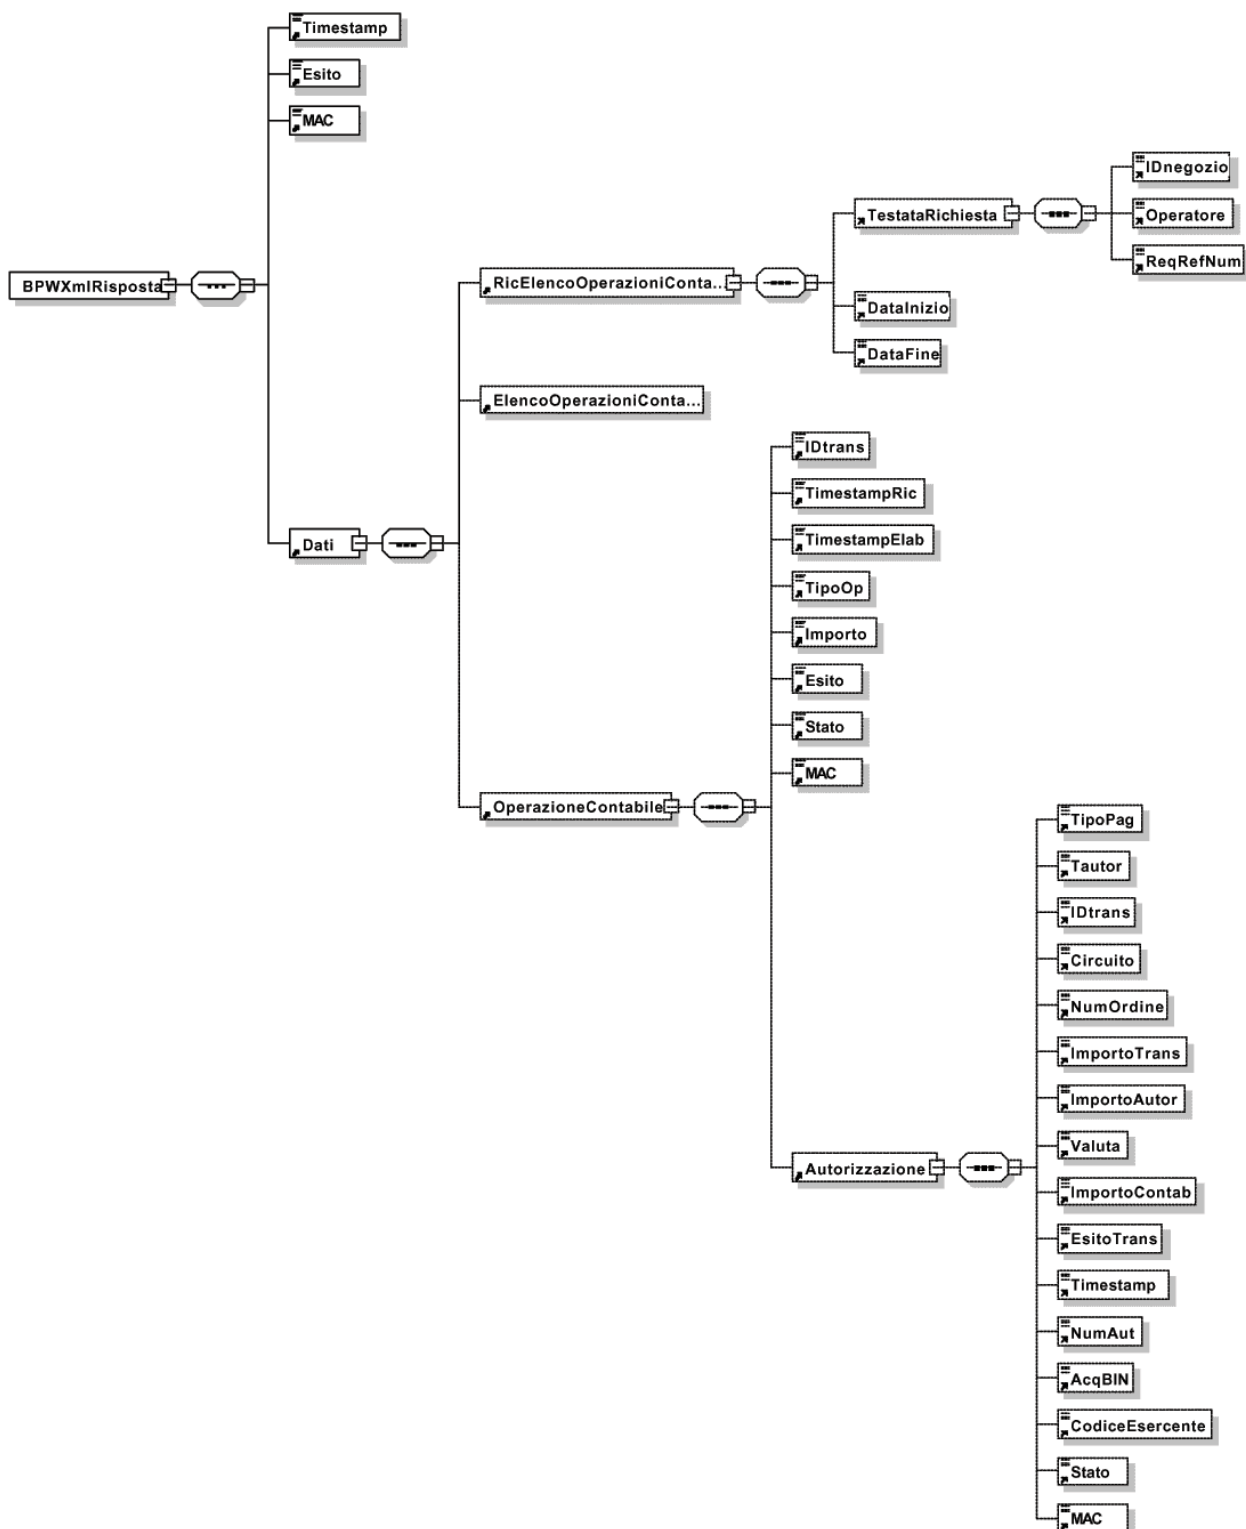 Timestamp
Esito
MAC
IDnegozio
TestataRichiesta
Operatore
ReqRefNum
BPWXmlRisposta
RicElencoOperazioniConta...
DataInizio
DataFine
ElencoOperazioniConta...
IDtrans
TimestampRic
TimestampElab
Dati
TipoOp
Importo
Esito
Stato
MAC
OperazioneContabile
TipoPag
Tautor
IDtrans
Circuito
NumOrdine
ImportoTrans
ImportoAutor
Valuta
Autorizzazione
ImportoContab
EsitoTrans
Timestamp
NumAut
AcqBIN
CodiceEsercente
Stato
MAC